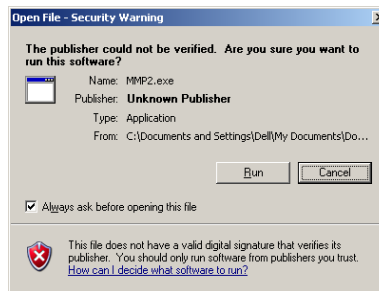 Open File - Security Warning
The publisher could not be verified. Are you sure you want to
run this software?
Name: MMP2.exe
Publisher: Unknown Publisher
Type: Application
From: C:\Documents and Settings\Dell\My Documents\Do...
Run Cancel
Always ask before opening this file
This file does not have a valid digital signature that verifies its
publisher. You should only run software from publishers you trust.
How can I decide what software to run?